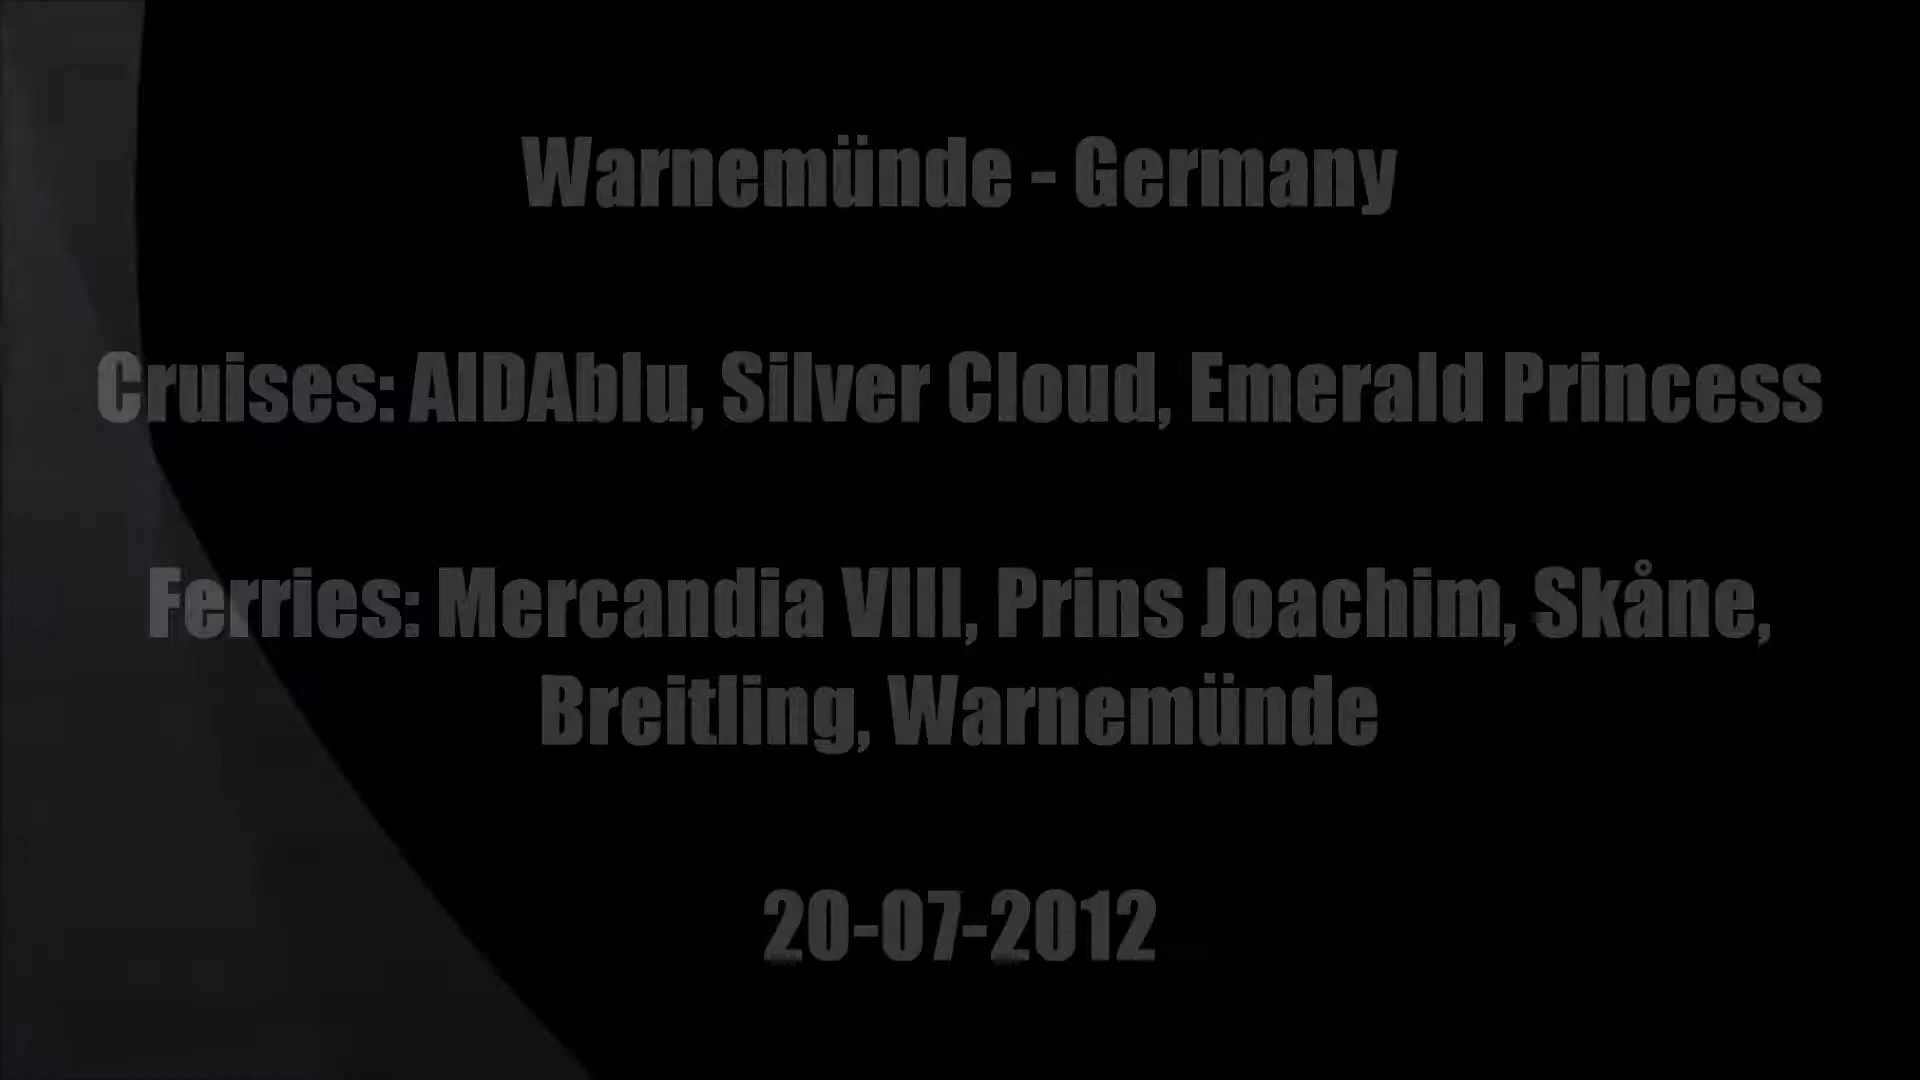 Warnemünde - Germany
Cruises: AIDAblu, Silver Cloud, Emerald Princess
Ferries: Mercandia VIII, Prins Joachim, Skåne,
Breitling, Warnemünde
20-07-2012